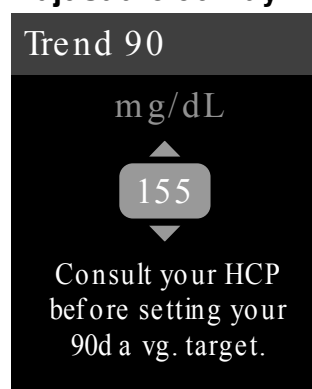 Trend 90
mg/dL
155
Consult your HCP
before setting your
90d avg. target.